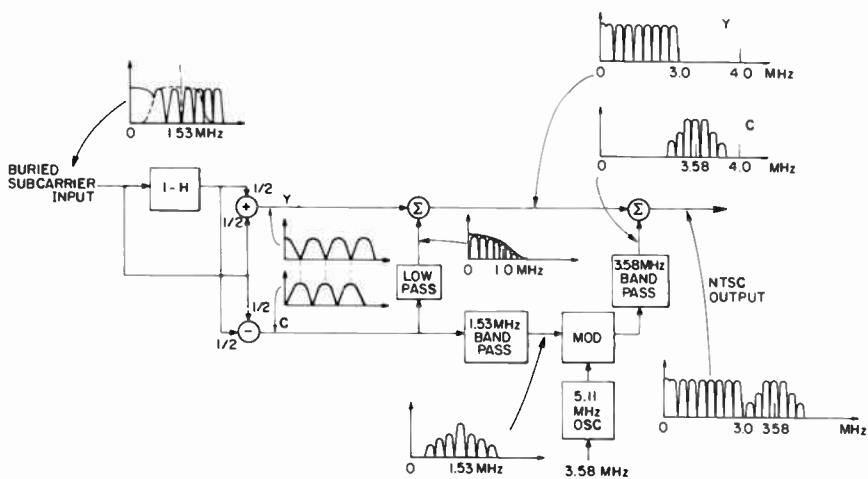 Y
0
3.0
4.0
MHz
C
0
3.58
4.0
MHz
0
1.53 MHz
BURIED
SUBCARRIER
INPUT
1-H
1/2
1/2
+
Y
Σ
Σ
1.0 MHz
LOW
PASS
3.58MHz
BAND
PASS
NTSC
OUTPUT
1/2
1/2
−
C
1.53MHz
BAND
PASS
MOD
5.11
MHz
OSC
3.58 MHz
0
1.53 MHz
0
3.0
3.58
MHz